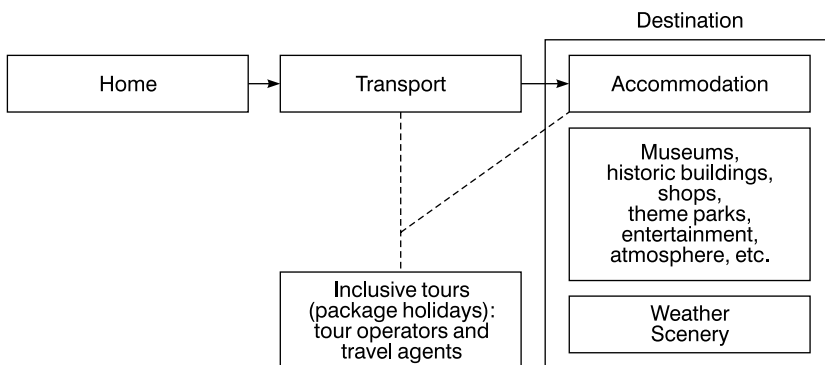 Destination
Home
Transport
Accommodation
Museums,
historic buildings,
shops,
theme parks,
entertainment,
atmosphere, etc.
Inclusive tours
(package holidays):
tour operators and
travel agents
Weather
Scenery